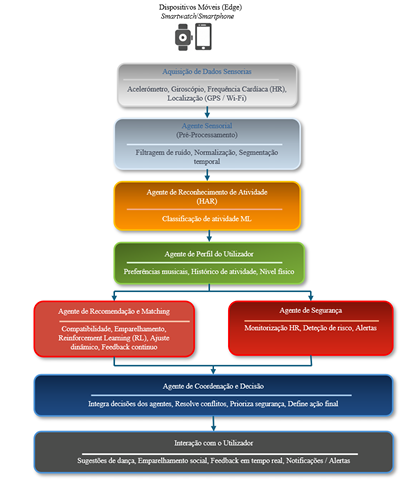 Dispositivos Móveis (Edge)
Smartwatch/Smartphone
Aquisição de Dados Sensorias
Acelerómetro, Giroscópio, Frequência Cardíaca (HR),
Localização (GPS / Wi-Fi)
Agente Sensorial
(Pré-Processamento)
Filtragem de ruído, Normalização, Segmentação
temporal
Agente de Reconhecimento de Atividade
(HAR)
Classificação de atividade ML
Agente de Perfil do Utilizador
Preferências musicais, Histórico de atividade, Nível físico
Agente de Recomendação e Matching
Compatibilidade, Emparelhamento,
Reinforcement Learning (RL), Ajuste
dinâmico, Feedback contínuo
Agente de Segurança
Monitorização HR, Deteção de risco, Alertas
Agente de Coordenação e Decisão
Integra decisões dos agentes, Resolve conflitos, Prioriza segurança, Define ação final
Interação com o Utilizador
Sugestões de dança, Emparelhamento social, Feedback em tempo real, Notificações / Alertas